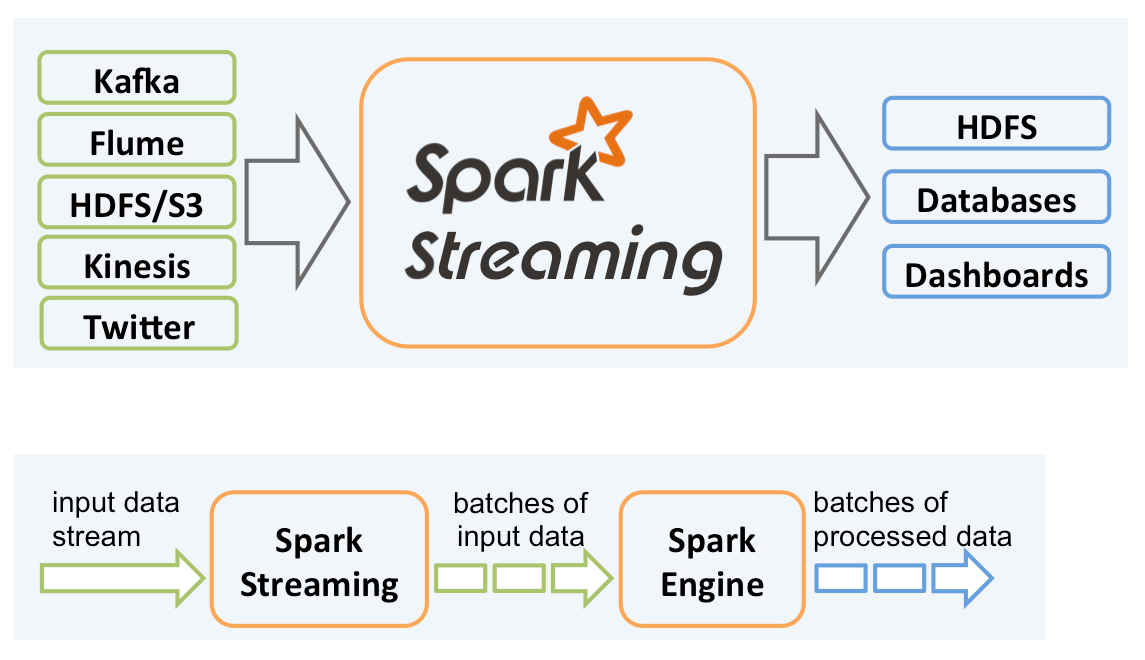 Kafka
Flume
HDFS/S3
Kinesis
Twitter
Spark
Streaming
HDFS
Databases
Dashboards
input data
stream
Spark
Streaming
batches of
input data
Spark
Engine
batches of
processed data